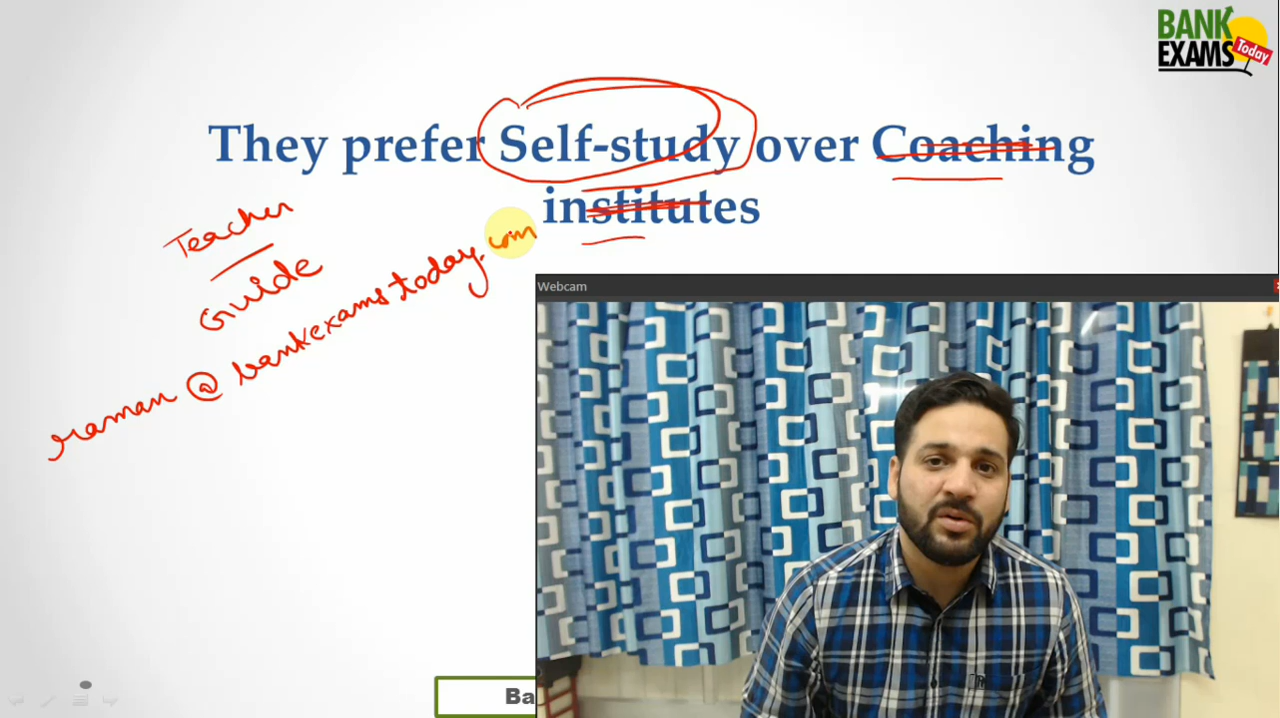 BANK
EXAMS Today
They prefer Self-study over Coaching
institutes
Teacher
Guide
raman @ bankexamstoday.com
Webcam
Ba